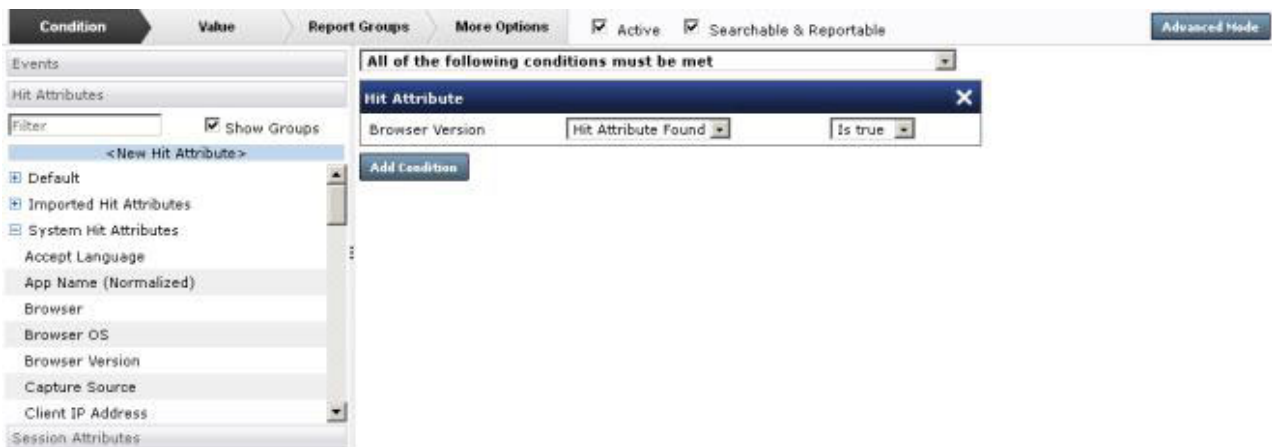 Condition Value Report Groups More Options Active Searchable & Reportable Advanced Mode
Events
Hit Attributes
Filter Show Groups
<New Hit Attribute>
Default
Imported Hit Attributes
System Hit Attributes
Accept Language
App Name (Normalized)
Browser
Browser OS
Browser Version
Capture Source
Client IP Address
Session Attributes
All of the following conditions must be met
Hit Attribute
Browser Version Hit Attribute Found Is true
Add Condition